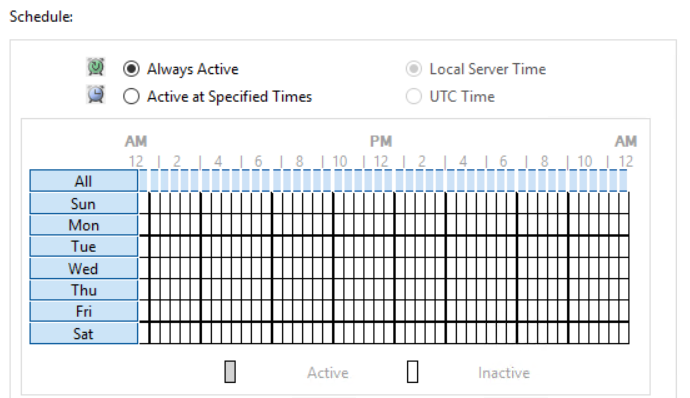 Schedule:
Always Active Local Server Time
Active at Specified Times UTC Time
AM PM AM
12 | 2 | 4 | 6 | 8 | 10 | 12 | 2 | 4 | 6 | 8 | 10 | 12
All
Sun
Mon
Tue
Wed
Thu
Fri
Sat
Active Inactive